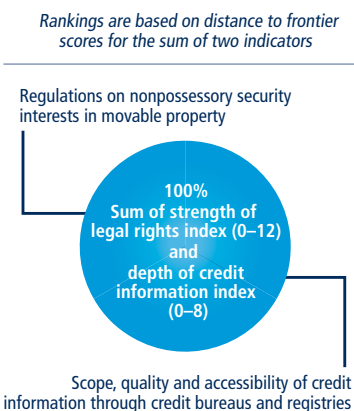 Rankings are based on distance to frontier
scores for the sum of two indicators
Regulations on nonpossessory security
interests in movable property
100%
Sum of strength of
legal rights index (0–12)
and
depth of credit
information index
(0–8)
Scope, quality and accessibility of credit
information through credit bureaus and registries